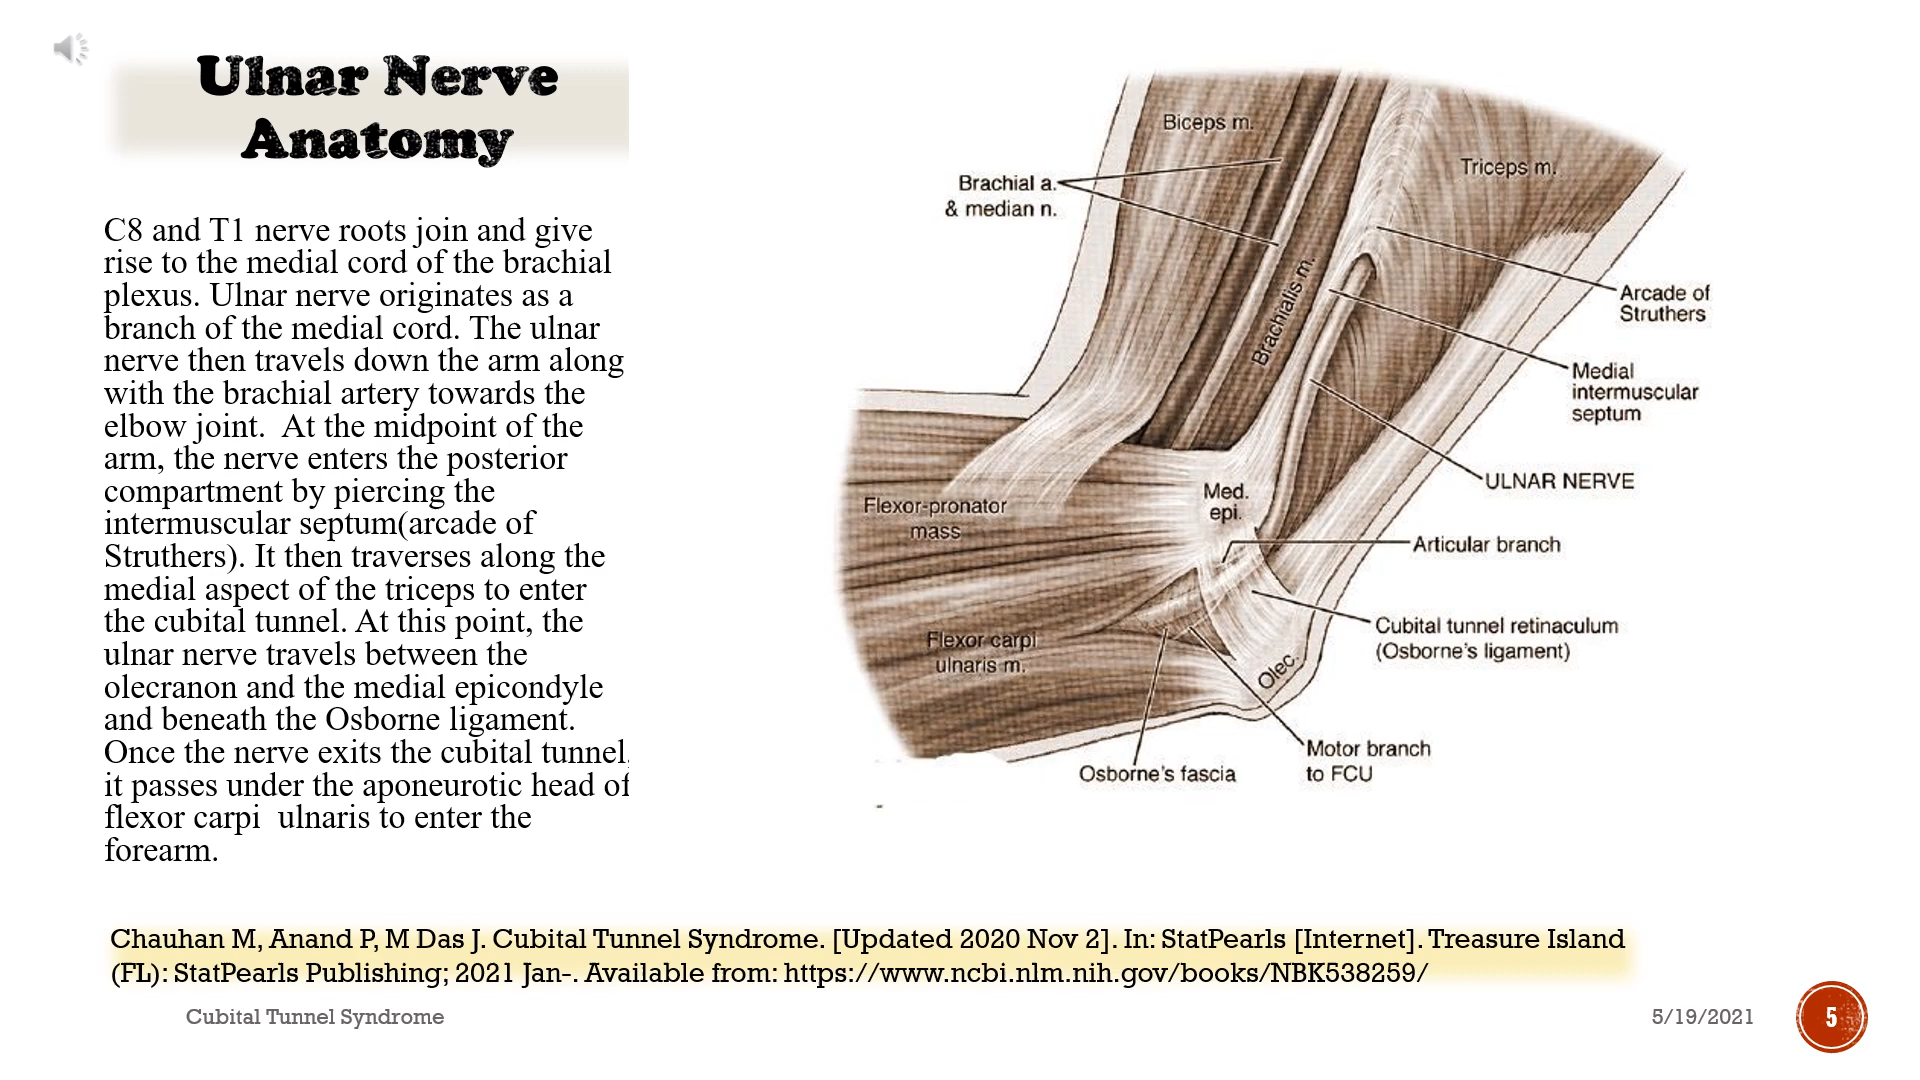 Ulnar Nerve
Anatomy
C8 and T1 nerve roots join and give
rise to the medial cord of the brachial
plexus. Ulnar nerve originates as a
branch of the medial cord. The ulnar
nerve then travels down the arm along
with the brachial artery towards the
elbow joint.  At the midpoint of the
arm, the nerve enters the posterior
compartment by piercing the
intermuscular septum(arcade of
Struthers). It then traverses along the
medial aspect of the triceps to enter
the cubital tunnel. At this point, the
ulnar nerve travels between the
olecranon and the medial epicondyle
and beneath the Osborne ligament.
Once the nerve exits the cubital tunnel,
it passes under the aponeurotic head of
flexor carpi  ulnaris to enter the
forearm.
Biceps m.
Triceps m.
Brachial a.
& median n.
Brachialis m.
Arcade of
Struthers
Medial
intermuscular
septum
ULNAR NERVE
Flexor-pronator
mass
Med.
epi.
Articular branch
Cubital tunnel retinaculum
(Osborne's ligament)
Flexor carpi
ulnaris m.
Olec.
Motor branch
to FCU
Osborne's fascia
Chauhan M, Anand P, M Das J. Cubital Tunnel Syndrome. [Updated 2020 Nov 2]. In: StatPearls [Internet]. Treasure Island
(FL): StatPearls Publishing; 2021 Jan-. Available from: https://www.ncbi.nlm.nih.gov/books/NBK538259/
Cubital Tunnel Syndrome
5/19/2021
5